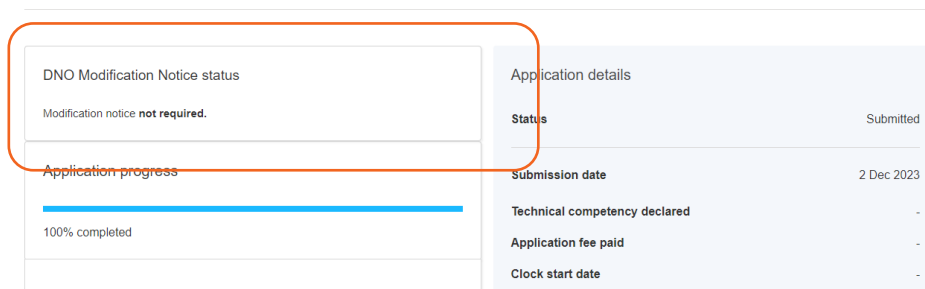 DNO Modification Notice status
Modification notice not required.
Application progress
100% completed
Application details
Status Submitted
Submission date 2 Dec 2023
Technical competency declared -
Application fee paid -
Clock start date -